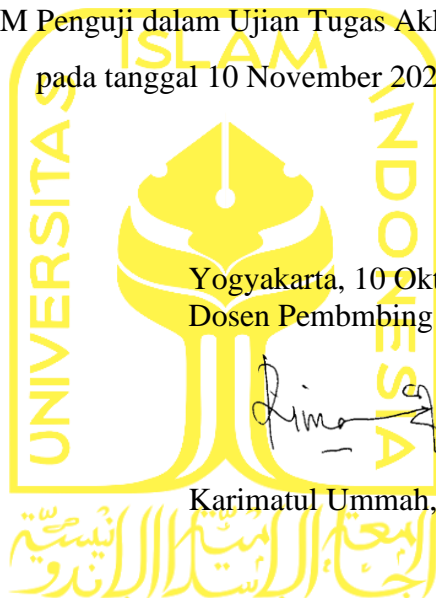 M Penguji dalam Ujian Tugas Ak
ISLAM
pada tanggal 10 November 202
UNIVERSITAS
INDONESIA
Yogyakarta, 10 Okt
Dosen Pembmbing
Karimatul Ummah,